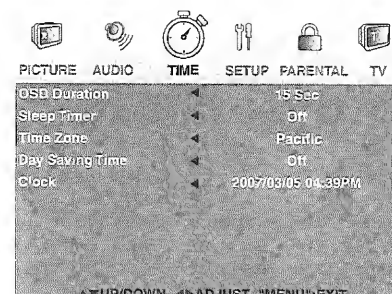 PICTURE AUDIO TIME SETUP PARENTAL TV
OSD Duration ◀ 15 Sec
Sleep Timer ◀ Off
Time Zone ◀ Pacific
Day Saving Time ◀ Off
Clock ◀ 2007/03/05 04:39PM
▲▼UP/DOWN ◀▶ADJUST "MENU":EXIT